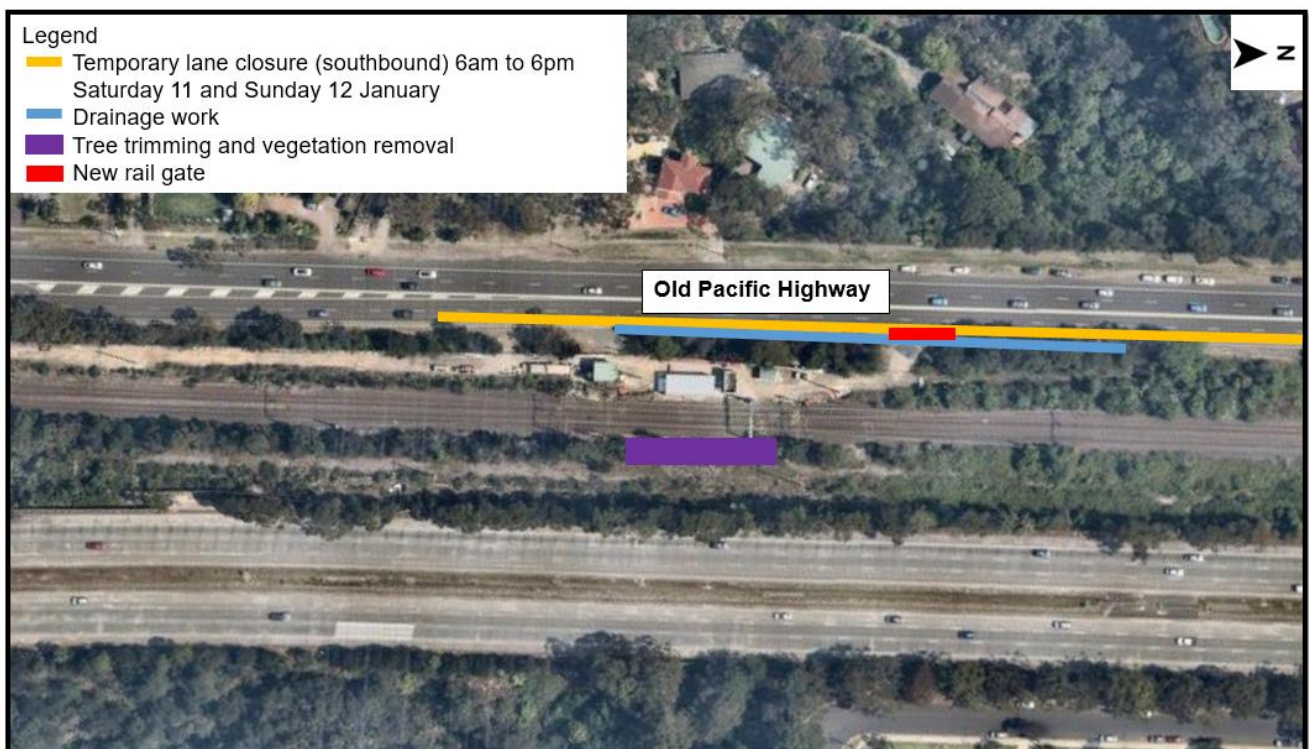 Legend
Temporary lane closure (southbound) 6am to 6pm
Saturday 11 and Sunday 12 January
Drainage work
Tree trimming and vegetation removal
New rail gate
N
Old Pacific Highway